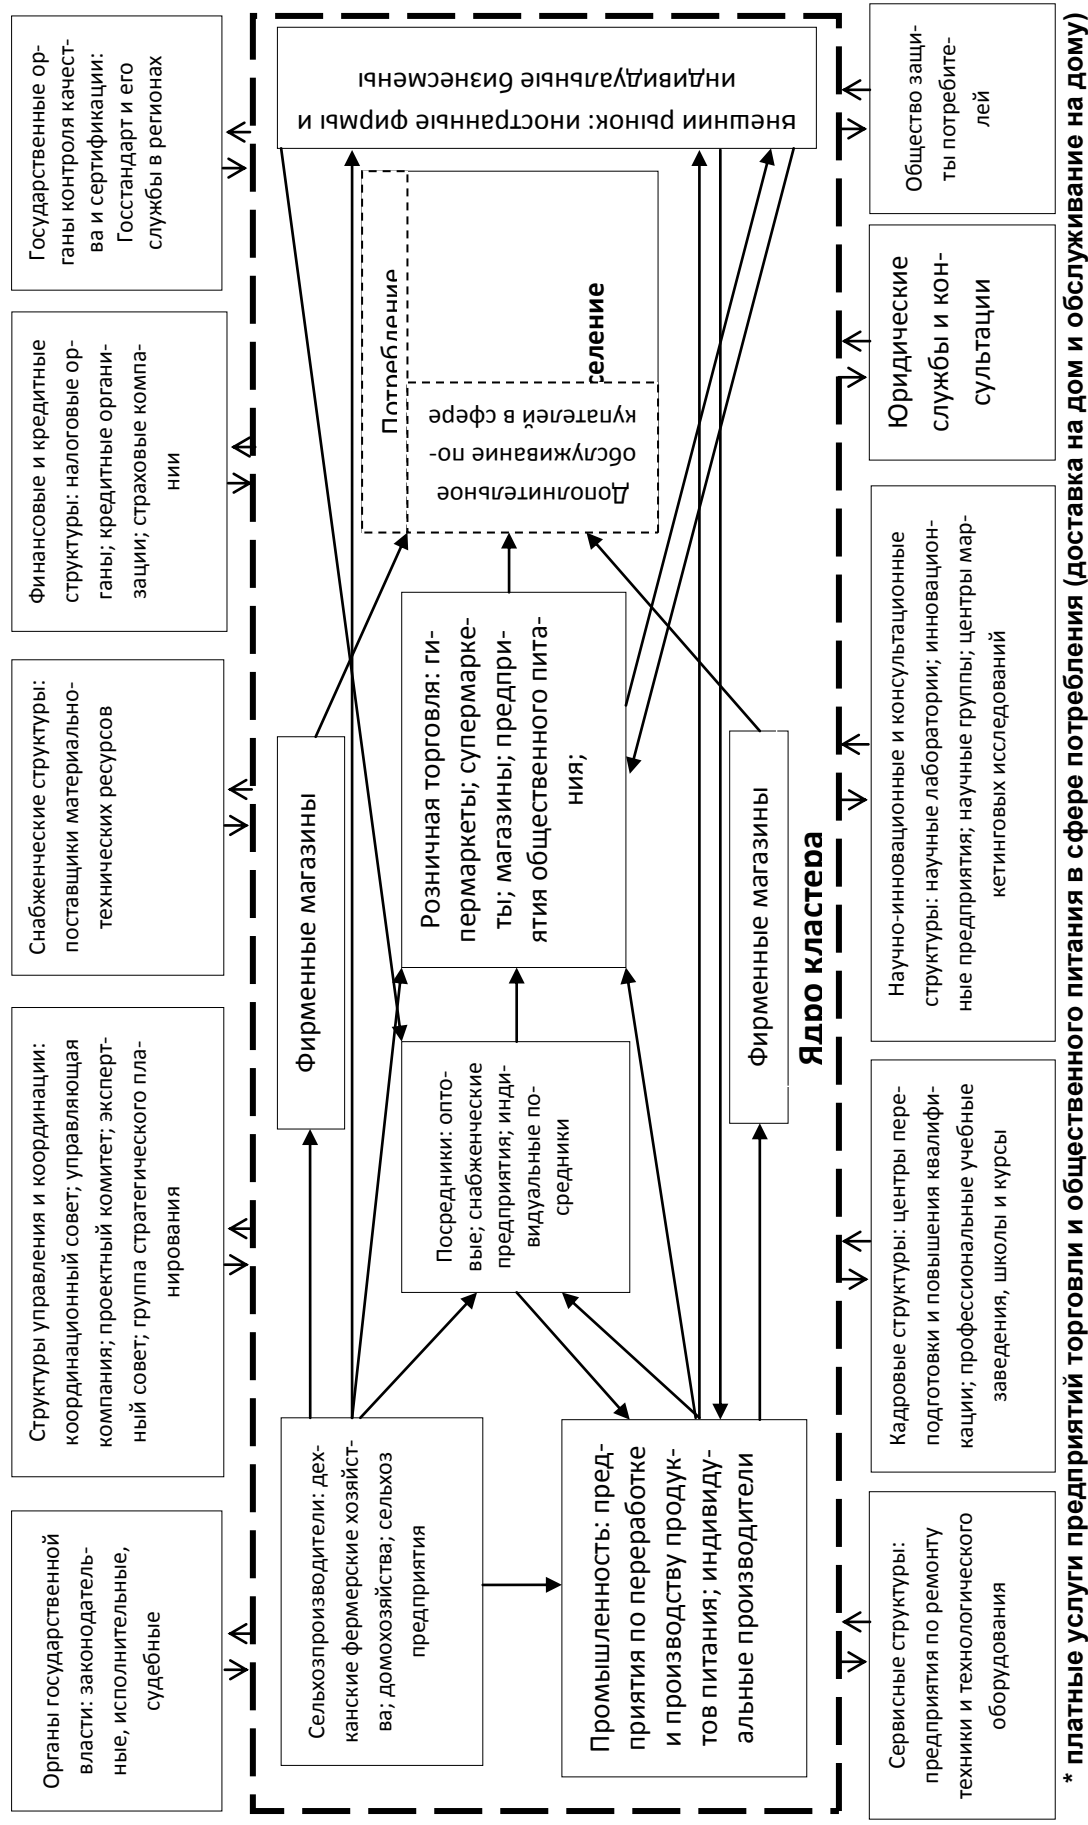 Органы государственной
власти: законодатель-
ные, исполнительные,
судебные
Структуры управления и координации:
координационный совет; управляющая
компания; проектный комитет; эксперт-
ный совет; группа стратегического пла-
нирования
Снабженческие структуры:
поставщики материально-
технических ресурсов
Финансовые и кредитные
структуры: налоговые ор-
ганы; кредитные органи-
зации; страховые компа-
нии
Государственные ор-
ганы контроля качест-
ва и сертификации:
Госстандарт и его
службы в регионах
Сельхозпроизводители: дех-
канские фермерские хозяйст-
ва; домохозяйства; сельхоз
предприятия
Промышленность: пред-
приятия по переработке
и производству продук-
тов питания; индивиду-
альные производители
Фирменные магазины
Посредники: опто-
вые; снабженческие
предприятия; инди-
видуальные по-
средники
Розничная торговля: ги-
пермаркеты; супермарке-
ты; магазины; предпри-
ятия общественного пита-
ния;
Фирменные магазины
Потребление
Дополнительное
обслуживание по-
купателей в сфере
селение
внешний рынок: иностранные фирмы и
индивидуальные бизнесмены
Ядро кластера
Сервисные структуры:
предприятия по ремонту
техники и технологического
оборудования
Кадровые структуры: центры пере-
подготовки и повышения квалифи-
кации; профессиональные учебные
заведения, школы и курсы
Научно-инновационные и консультационные
структуры: научные лаборатории; инновацион-
ные предприятия; научные группы; центры мар-
кетинговых исследований
Юридические
службы и кон-
сультации
Общество защи-
ты потребите-
лей
* платные услуги предприятий торговли и общественного питания в сфере потребления (доставка на дом и обслуживание на дому)